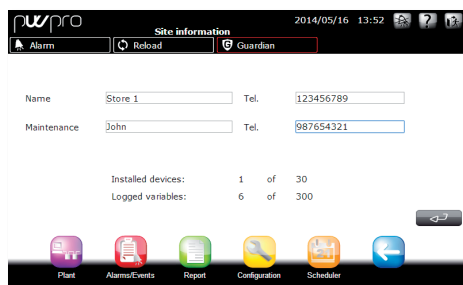 pwpro
Site information
2014/05/16 13:52
?
Alarm
Reload
G Guardian
Name Store 1 Tel. 123456789
Maintenance John Tel. 987654321
Installed devices: 1 of 30
Logged variables: 6 of 300
Plant Alarms/Events Report Configuration Scheduler